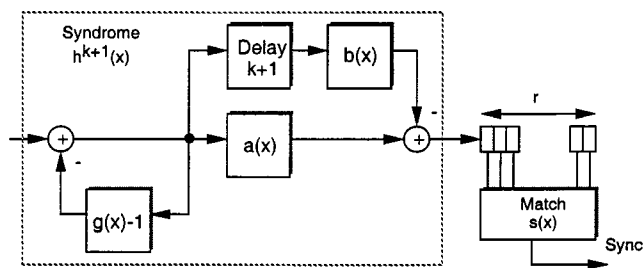 Syndrome
h^{k+1}(x)
Delay
k+1
b(x)
-
r
+
+
a(x)
-
g(x)-1
Match
s(x)
Sync